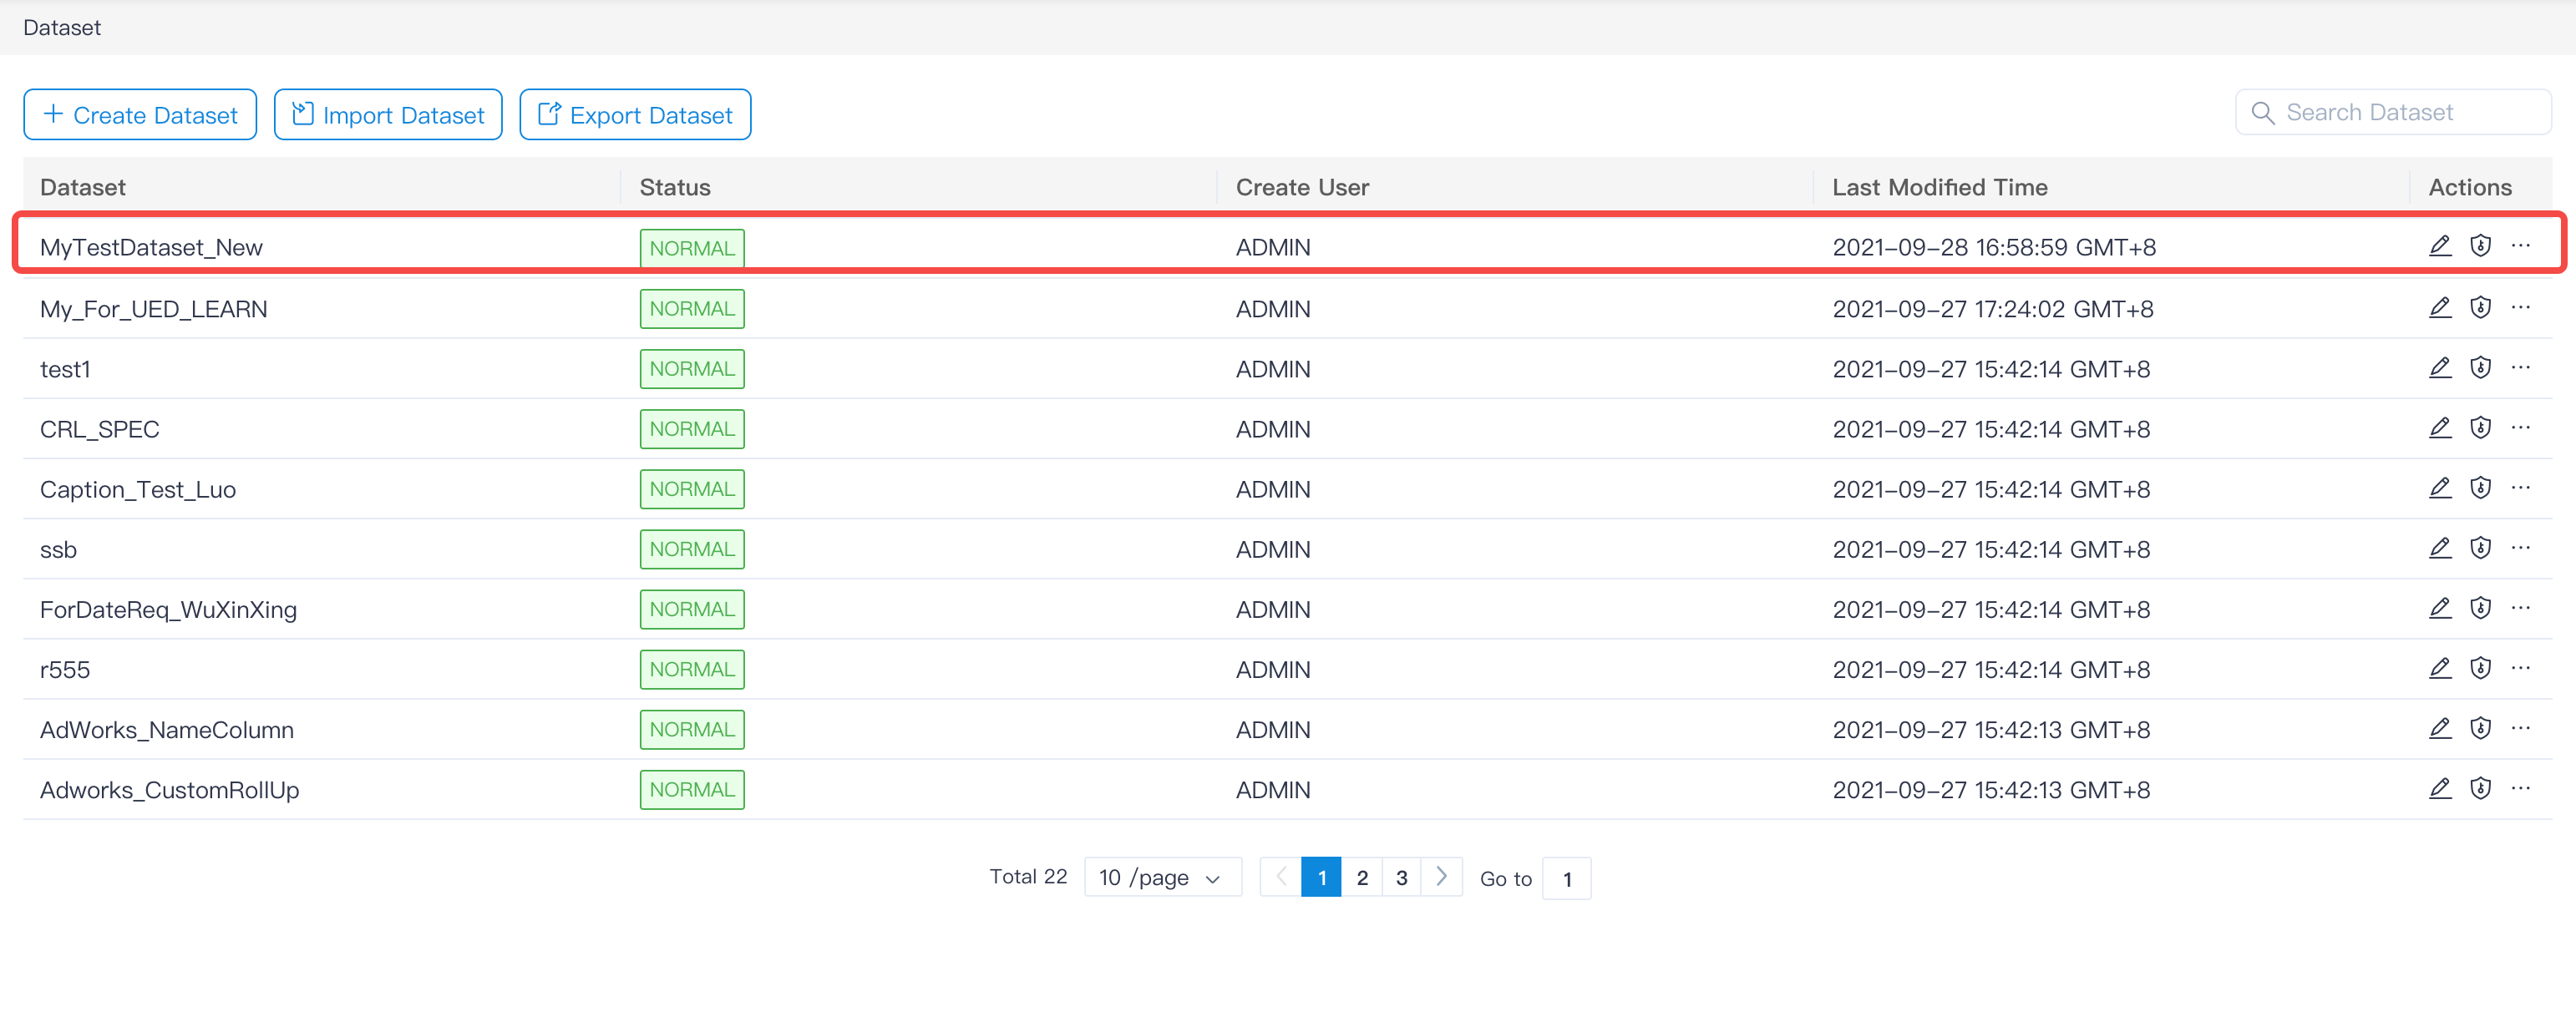 Dataset
Create Dataset Import Dataset Export Dataset Search Dataset
Dataset Status Create User Last Modified Time Actions
MyTestDataset_New NORMAL ADMIN 2021-09-28 16:58:59 GMT+8
My_For_UED_LEARN NORMAL ADMIN 2021-09-27 17:24:02 GMT+8
test1 NORMAL ADMIN 2021-09-27 15:42:14 GMT+8
CRL_SPEC NORMAL ADMIN 2021-09-27 15:42:14 GMT+8
Caption_Test_Luo NORMAL ADMIN 2021-09-27 15:42:14 GMT+8
ssb NORMAL ADMIN 2021-09-27 15:42:14 GMT+8
ForDateReq_WuXinXing NORMAL ADMIN 2021-09-27 15:42:14 GMT+8
r555 NORMAL ADMIN 2021-09-27 15:42:14 GMT+8
AdWorks_NameColumn NORMAL ADMIN 2021-09-27 15:42:13 GMT+8
Adworks_CustomRollUp NORMAL ADMIN 2021-09-27 15:42:13 GMT+8
Total 22 10 /page 1 2 3 Go to 1